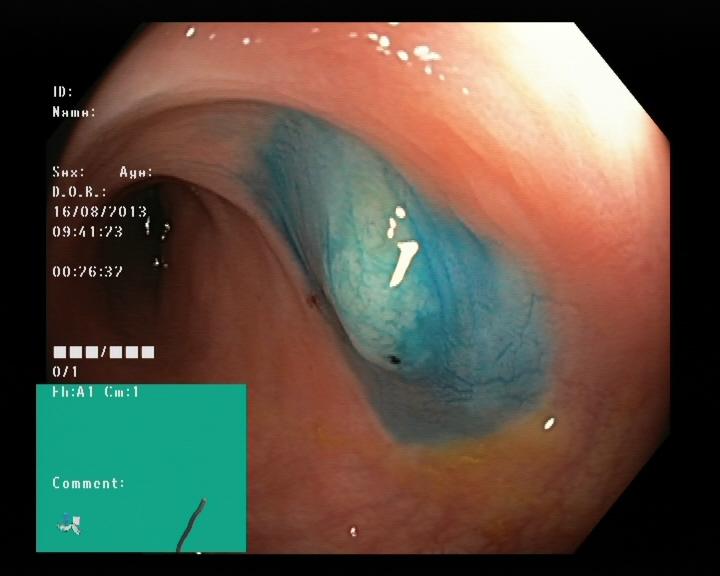 ID:
Name:
Sex: Age:
D.O.B.:
16/08/2013
09:41:23
00:26:32
■■■/■■■
0/1
Eh:A1 Cm:1
Comment: